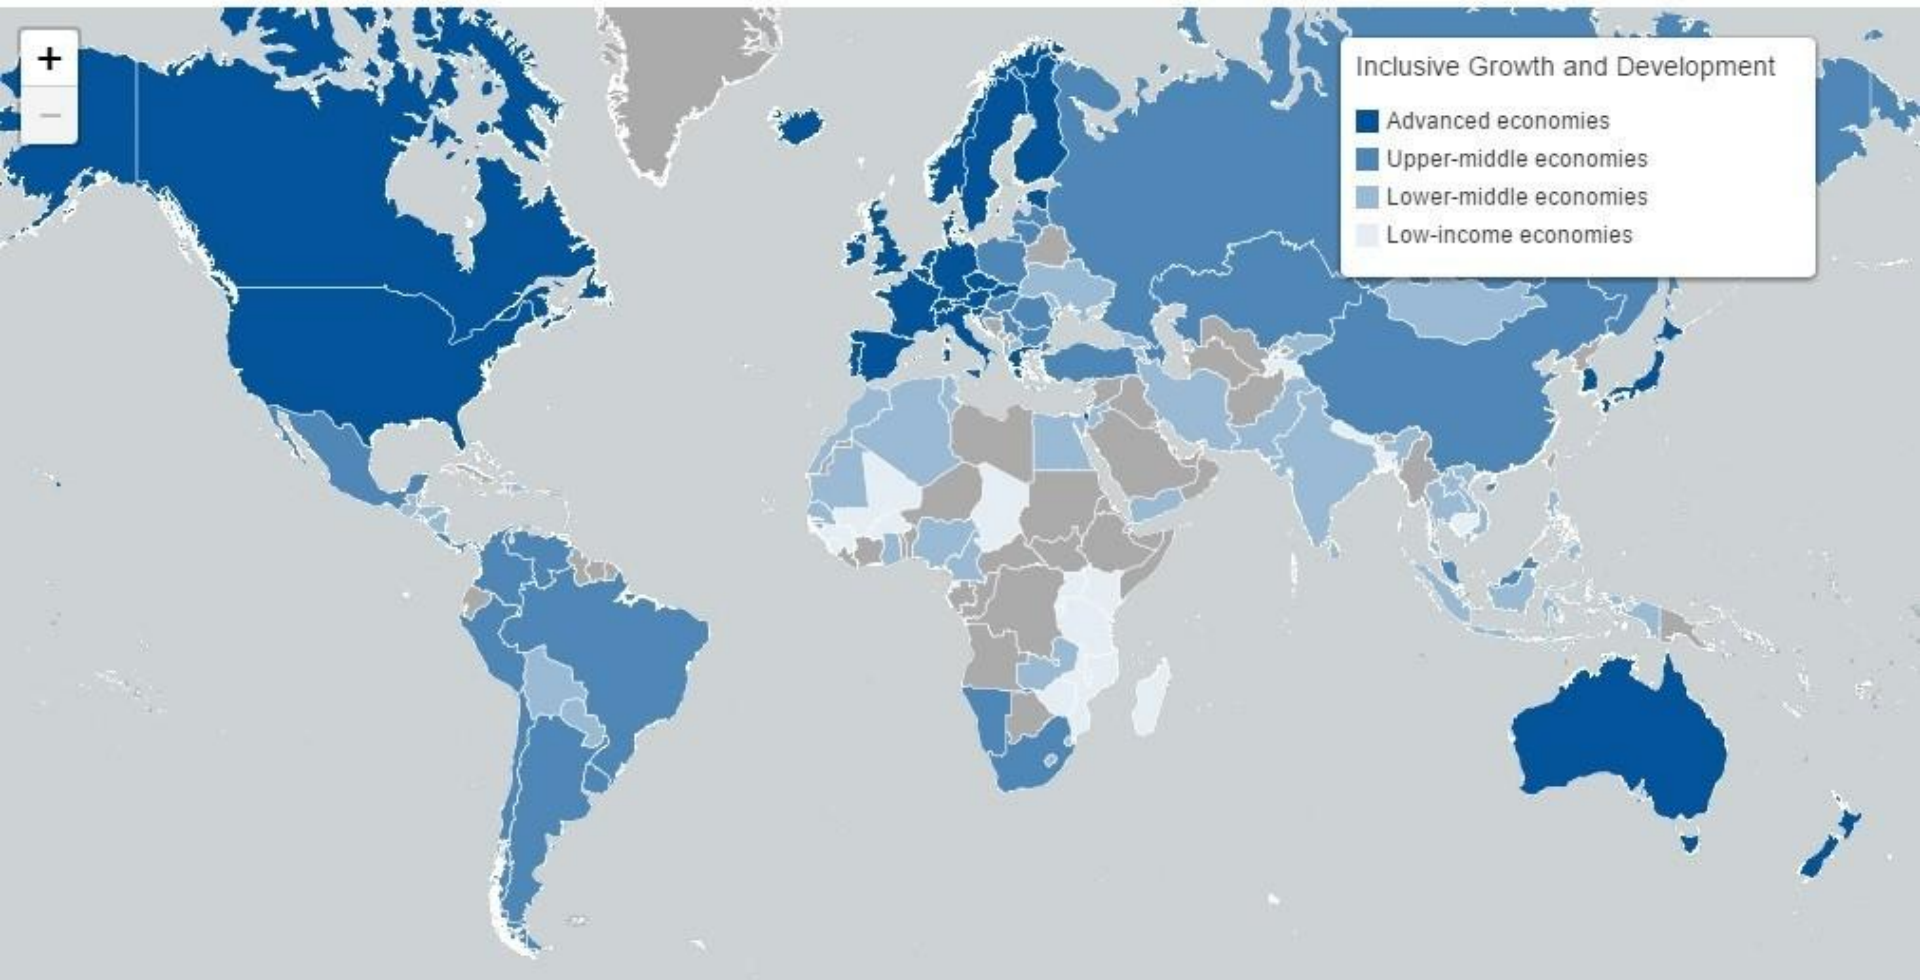 +
−
Inclusive Growth and Development
Advanced economies
Upper-middle economies
Lower-middle economies
Low-income economies